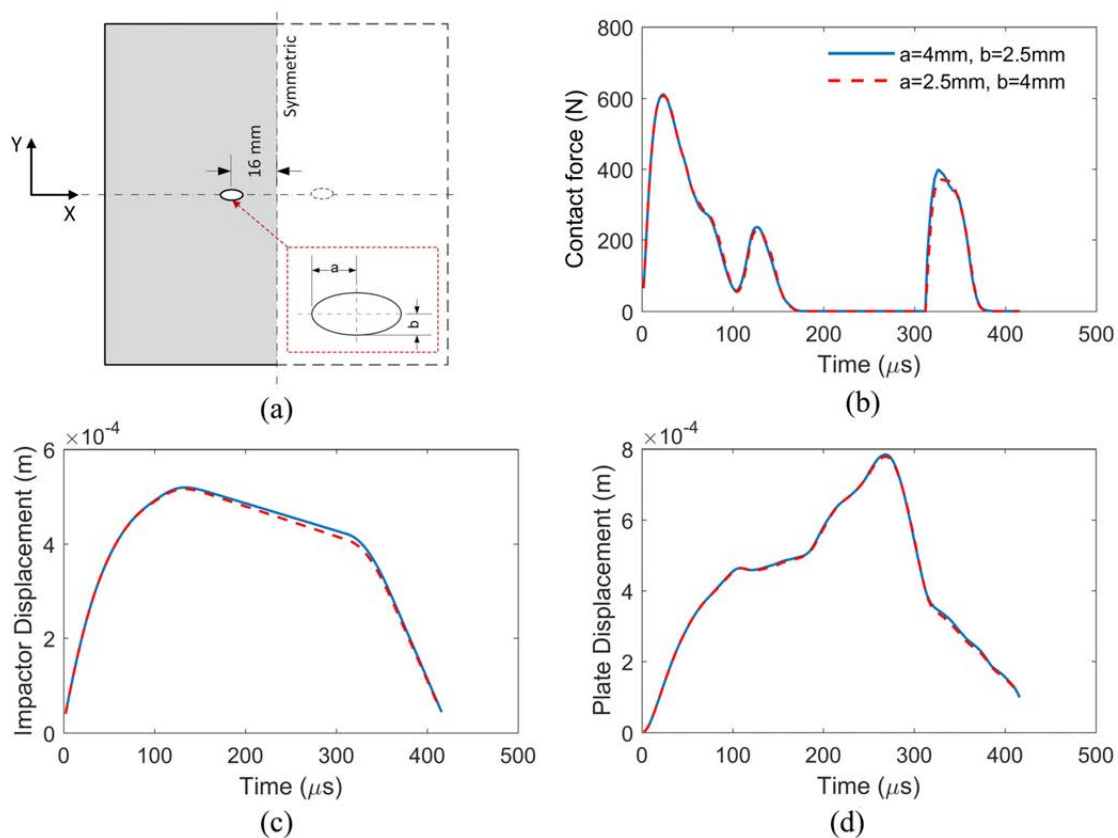 Symmetric
16 mm
Y
X
a
b
(a)
800
600
400
200
0
Contact force (N)
a=4mm, b=2.5mm
a=2.5mm, b=4mm
0 100 200 300 400 500
Time (μs)
(b)
×10⁻⁴
6
4
2
0
Impactor Displacement (m)
0 100 200 300 400 500
Time (μs)
(c)
×10⁻⁴
8
6
4
2
0
Plate Displacement (m)
0 100 200 300 400 500
Time (μs)
(d)